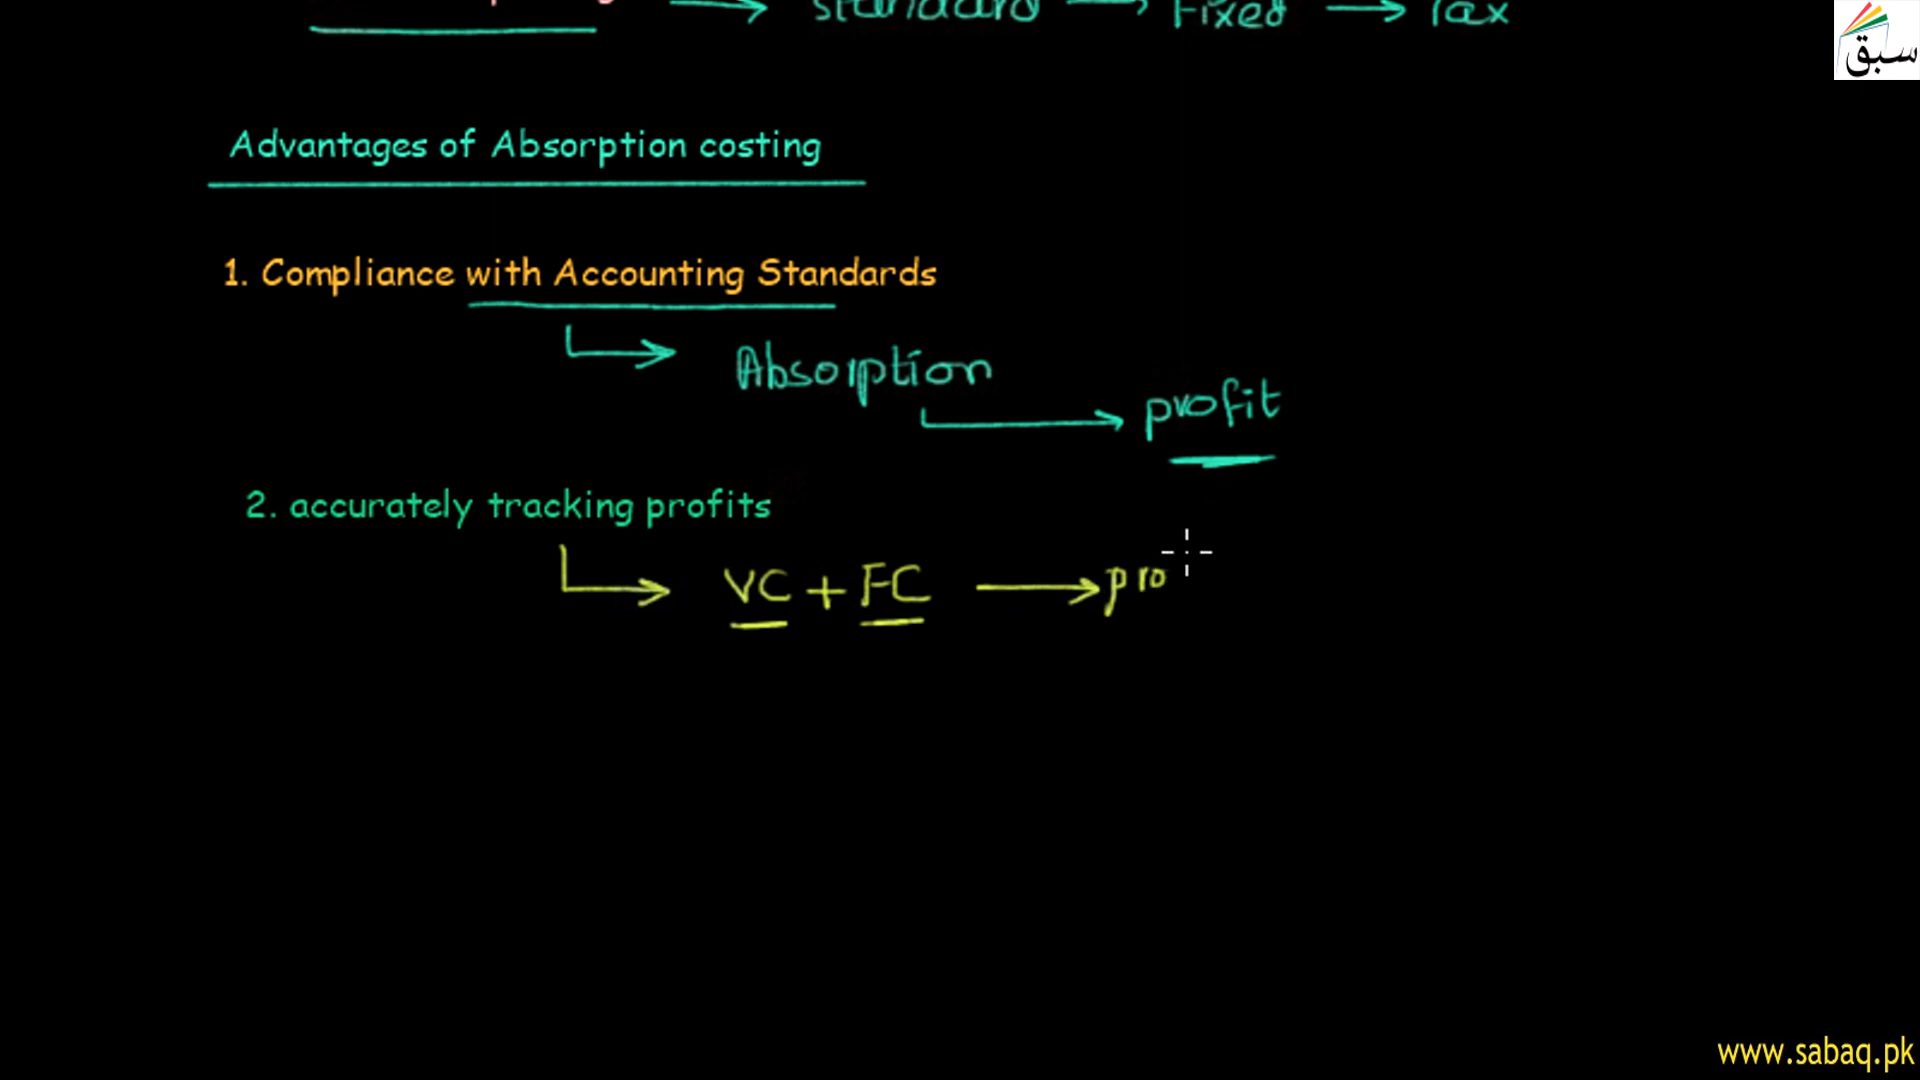 standard → Fixed → Tax
سبق
Advantages of Absorption costing
1. Compliance with Accounting Standards
Absorption
profit
2. accurately tracking profits
VC + FC → pro
www.sabaq.pk